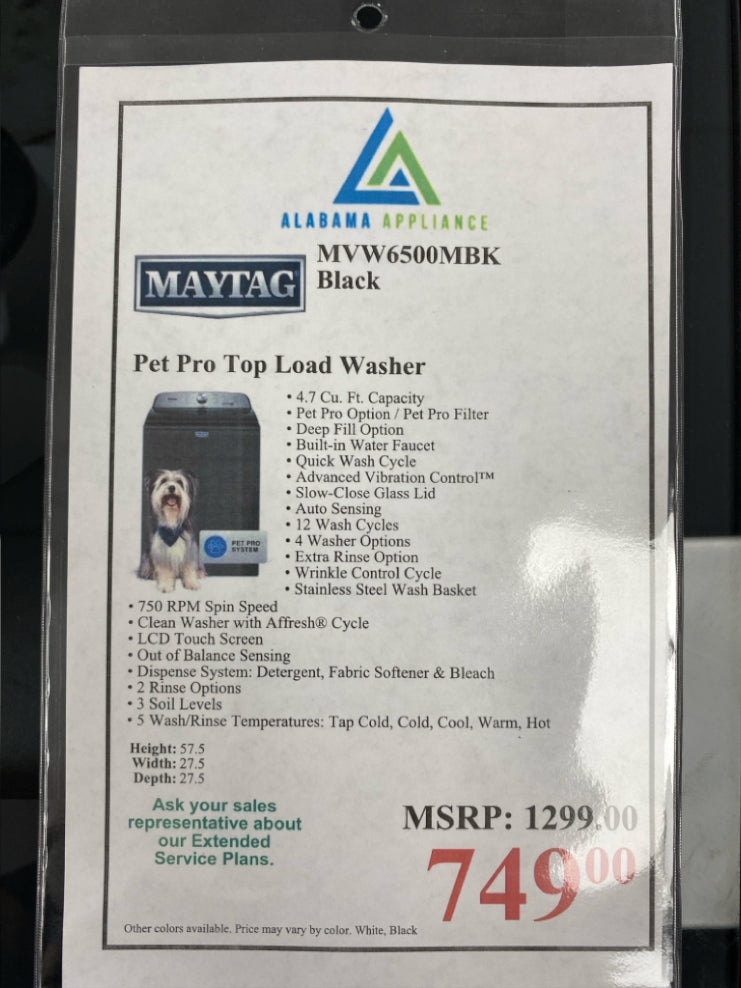 ALABAMA APPLIANCE
MAYTAG
MVW6500MBK
Black
Pet Pro Top Load Washer
• 4.7 Cu. Ft. Capacity
• Pet Pro Option / Pet Pro Filter
• Deep Fill Option
• Built-in Water Faucet
• Quick Wash Cycle
• Advanced Vibration Control™
• Slow-Close Glass Lid
• Auto Sensing
• 12 Wash Cycles
• 4 Washer Options
• Extra Rinse Option
• Wrinkle Control Cycle
• Stainless Steel Wash Basket
PET PRO
SYSTEM
• 750 RPM Spin Speed
• Clean Washer with Affresh® Cycle
• LCD Touch Screen
• Out of Balance Sensing
• Dispense System: Detergent, Fabric Softener & Bleach
• 2 Rinse Options
• 3 Soil Levels
• 5 Wash/Rinse Temperatures: Tap Cold, Cold, Cool, Warm, Hot
Height: 57.5
Width: 27.5
Depth: 27.5
Ask your sales
representative about
our Extended
Service Plans.
MSRP: 1299.00
74900
Other colors available. Price may vary by color. White, Black